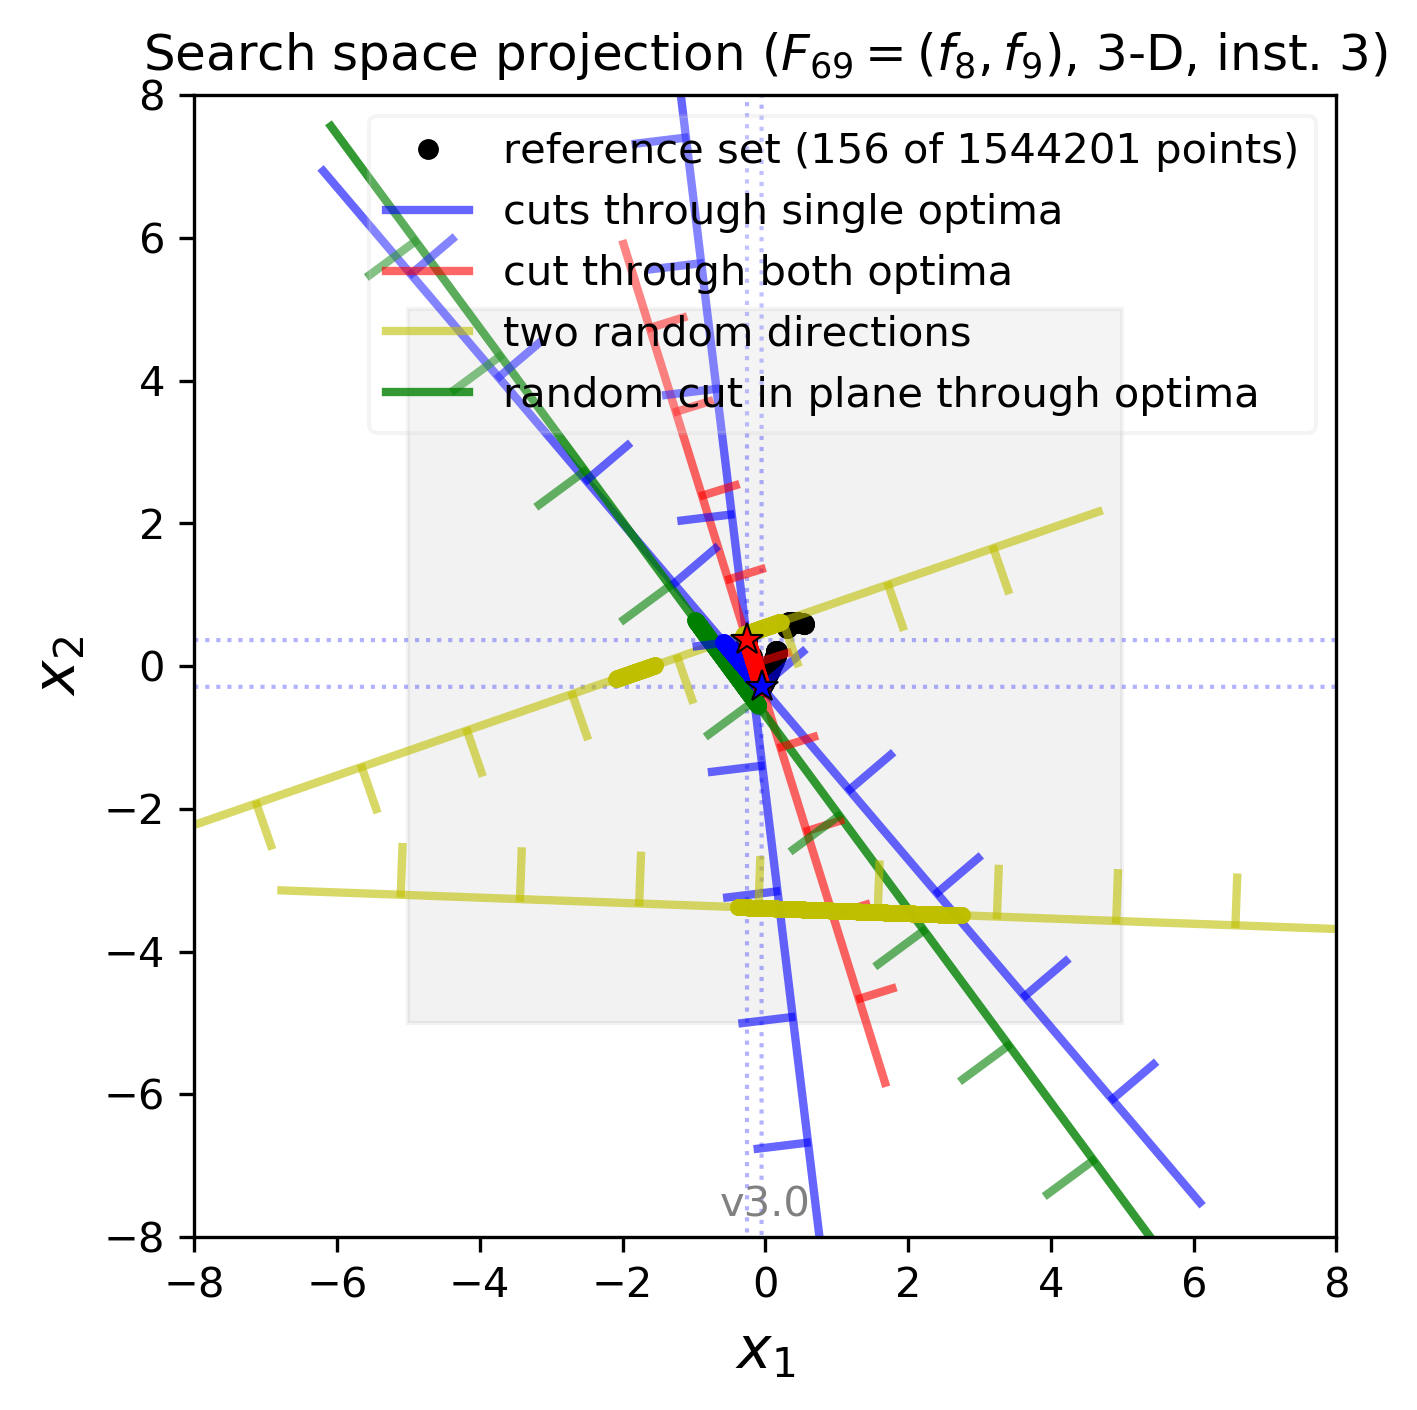 Search space projection (F₆₉ = (f₈, f₉), 3-D, inst. 3)
8
6
4
2
0
−2
−4
−6
−8
x₂
reference set (156 of 1544201 points)
cuts through single optima
cut through both optima
two random directions
random cut in plane through optima
v3.0
−8 −6 −4 −2 0 2 4 6 8
x₁